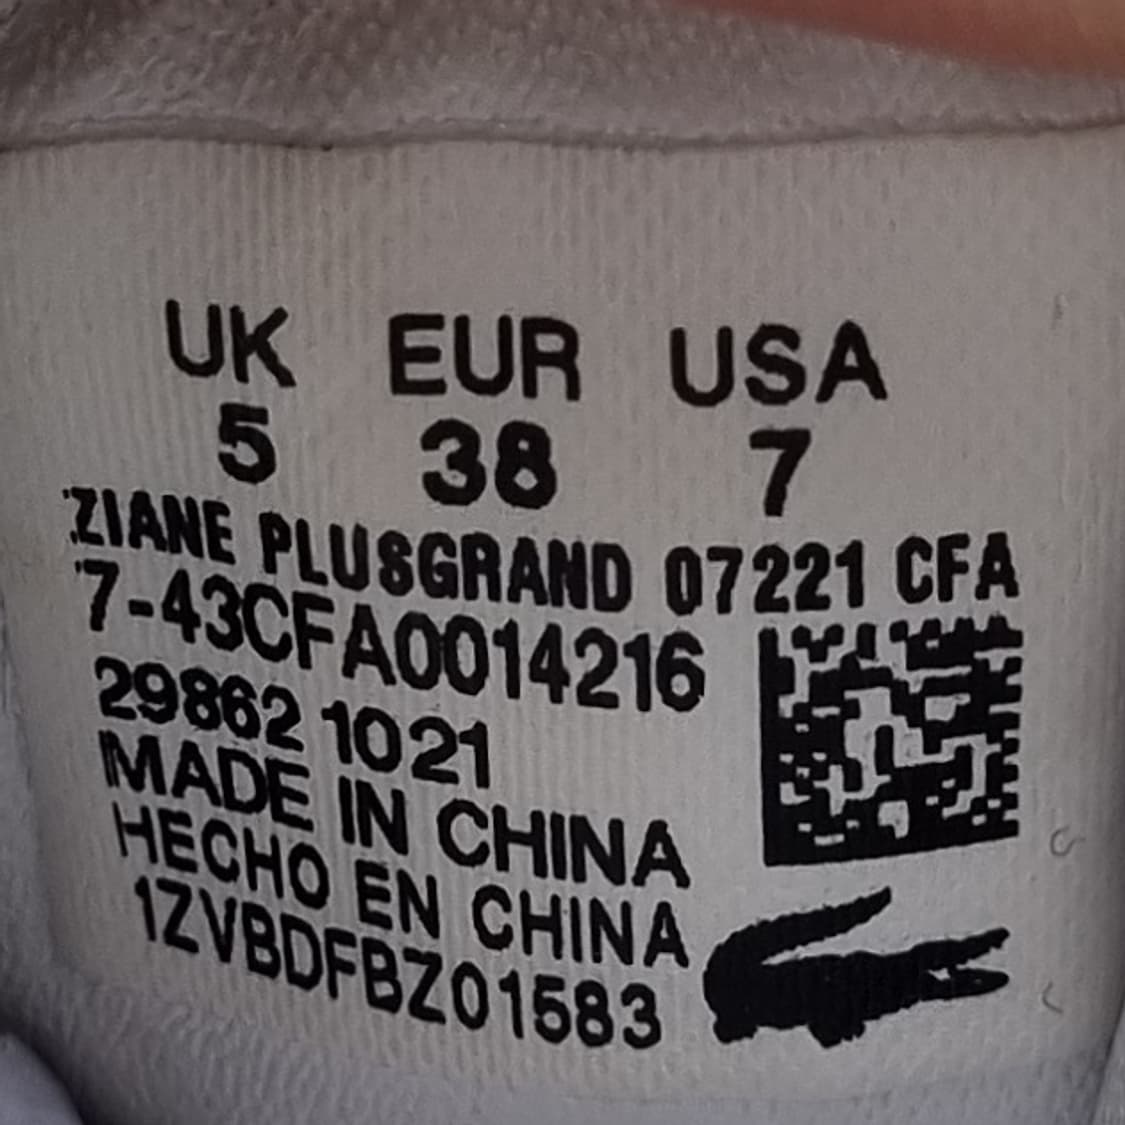 UK EUR USA
5 38 7
ZIANE PLUSGRAND 07221 CFA
7-43CFA0014216
29862 1021
MADE IN CHINA
HECHO EN CHINA
1ZVBDFBZ01583